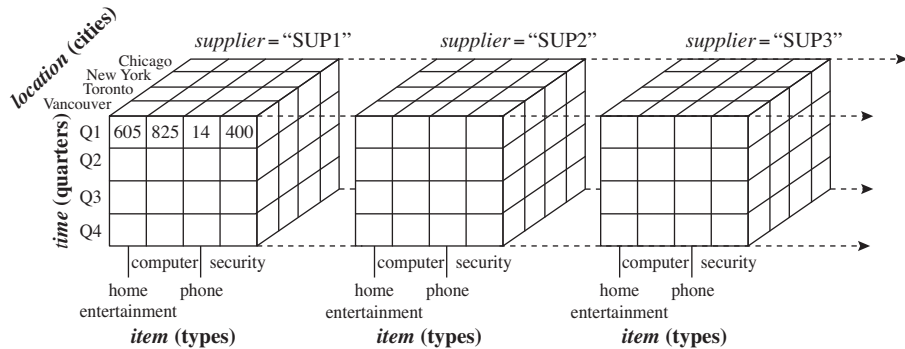 supplier = “SUP1” supplier = “SUP2” supplier = “SUP3”
location (cities)
Chicago
New York
Toronto
Vancouver
time (quarters)
Q1 605 825 14 400
Q2
Q3
Q4
computer security computer security computer security
home phone home phone home phone
entertainment entertainment entertainment
item (types) item (types) item (types)